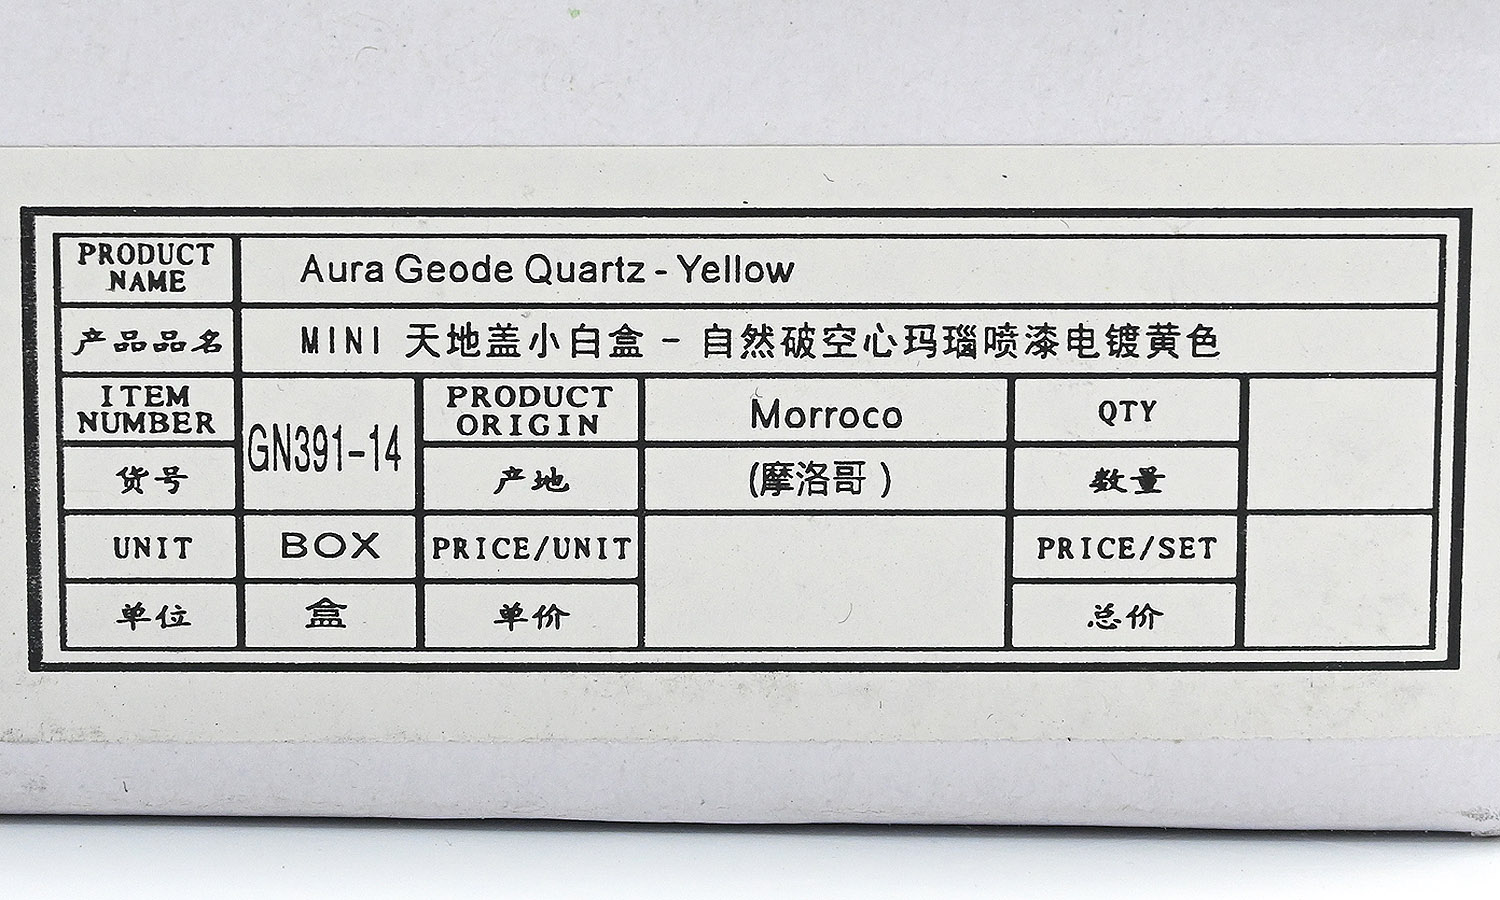 PRODUCT
NAME
Aura Geode Quartz - Yellow
产品品名
MINI 天地盖小白盒 - 自然破空心玛瑙喷漆电镀黄色
ITEM
NUMBER
GN391-14
PRODUCT
ORIGIN
Morroco
QTY
货号
产地
(摩洛哥 )
数量
UNIT
BOX
PRICE/UNIT
PRICE/SET
单位
盒
单价
总价